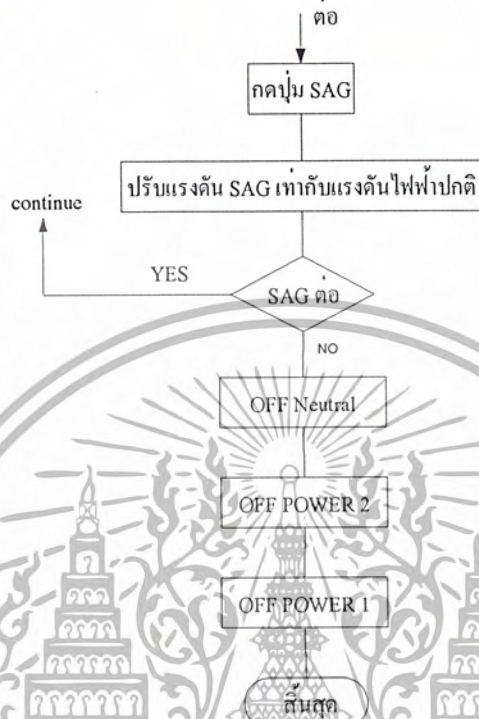 ต่อ
กดปุ่ม SAG
ปรับแรงดัน SAG เท่ากับแรงดันไฟฟ้าปกติ
continue
YES
SAG ต่อ
NO
OFF Neutral
OFF POWER 2
OFF POWER 1
สิ้นสุด